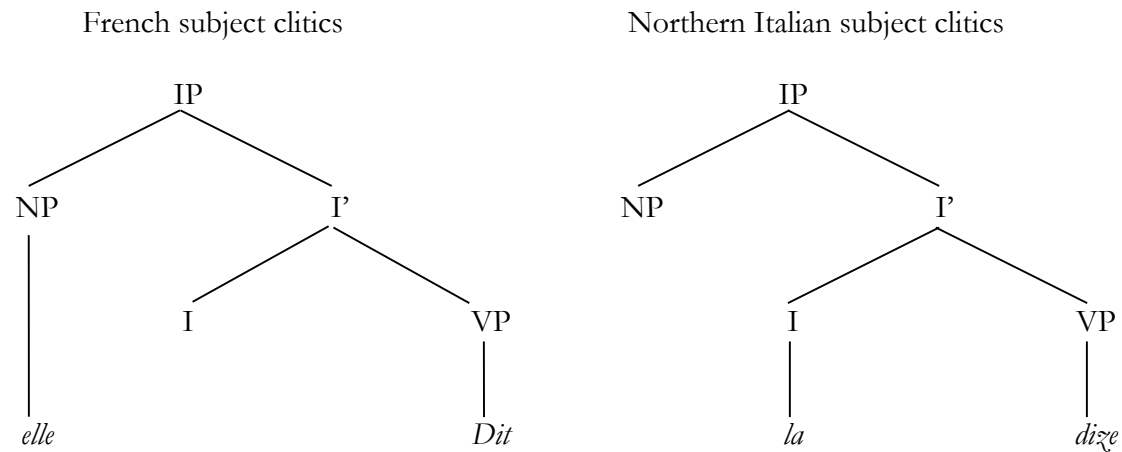 French subject clitics
Northern Italian subject clitics
IP
IP
NP
I’
NP
I’
I
VP
I
VP
elle
Dit
la
dize